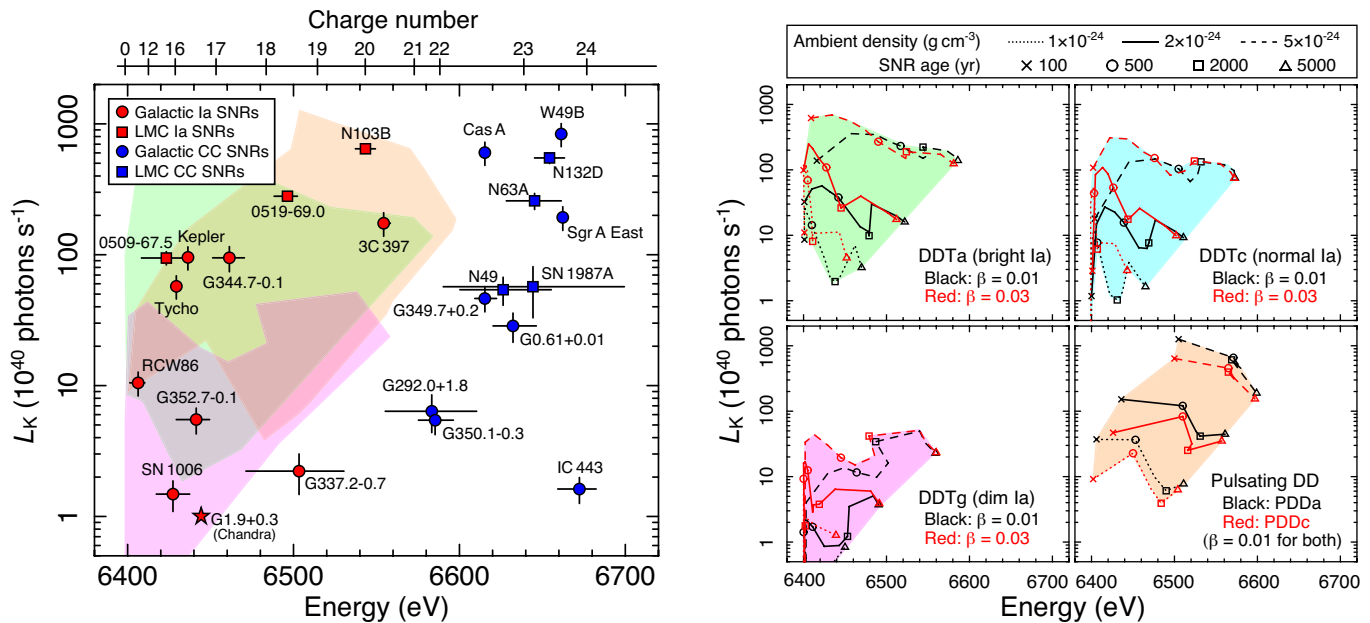 Charge number
0 12 16 17 18 19 20 21 22 23 24
Galactic Ia SNRs
LMC Ia SNRs
Galactic CC SNRs
LMC CC SNRs
N103B
Cas A
W49B
N132D
N63A
0519-69.0
Sgr A East
3C 397
0509-67.5
Kepler
G344.7-0.1
Tycho
N49
SN 1987A
G349.7+0.2
G0.61+0.01
RCW86
G352.7-0.1
G292.0+1.8
G350.1-0.3
SN 1006
G337.2-0.7
IC 443
G1.9+0.3
(Chandra)
1000
100
10
1
L_K (10⁴⁰ photons s⁻¹)
6400 6500 6600 6700
Energy (eV)
Ambient density (g cm⁻³) 1×10⁻²⁴ 2×10⁻²⁴ 5×10⁻²⁴
SNR age (yr) 100 500 2000 5000
1000
100
10
1
DDTa (bright Ia)
Black: β = 0.01
Red: β = 0.03
DDTc (normal Ia)
Black: β = 0.01
Red: β = 0.03
L_K (10⁴⁰ photons s⁻¹)
1000
100
10
1
DDTg (dim Ia)
Black: β = 0.01
Red: β = 0.03
Pulsating DD
Black: PDDa
Red: PDDc
(β = 0.01 for both)
6400 6500 6600 6700
6400 6500 6600 6700
Energy (eV)